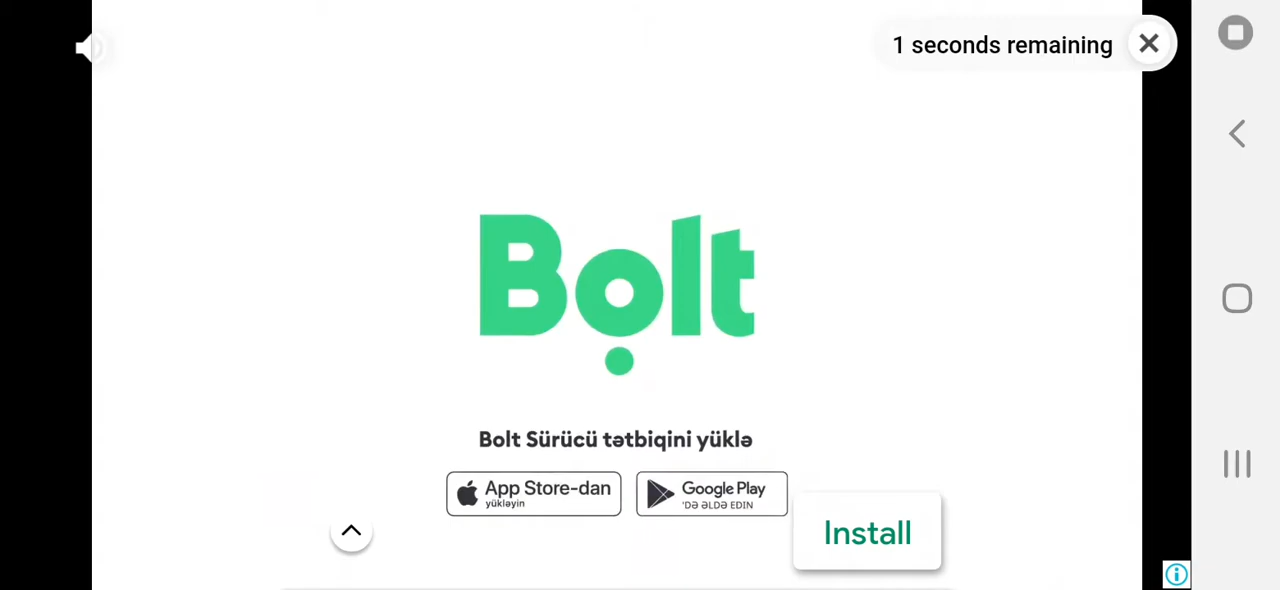 1 seconds remaining
Bolt
Bolt Sürücü tətbiqini yüklə
App Store-dan
yükləyin
Google Play
'DƏ ƏLDƏ EDIN
Install